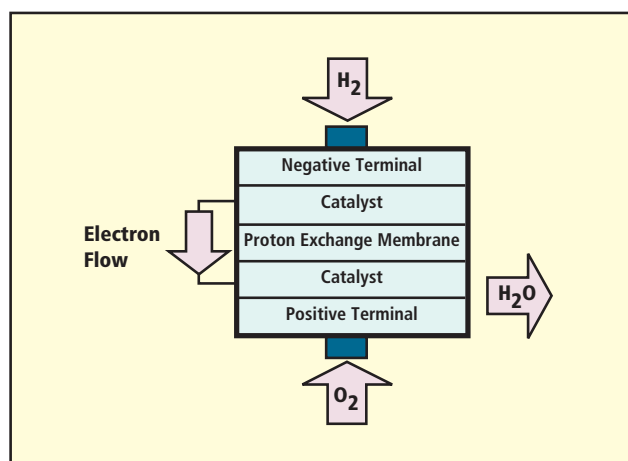 H2
Negative Terminal
Catalyst
Proton Exchange Membrane
Catalyst
Positive Terminal
Electron
Flow
H2O
O2